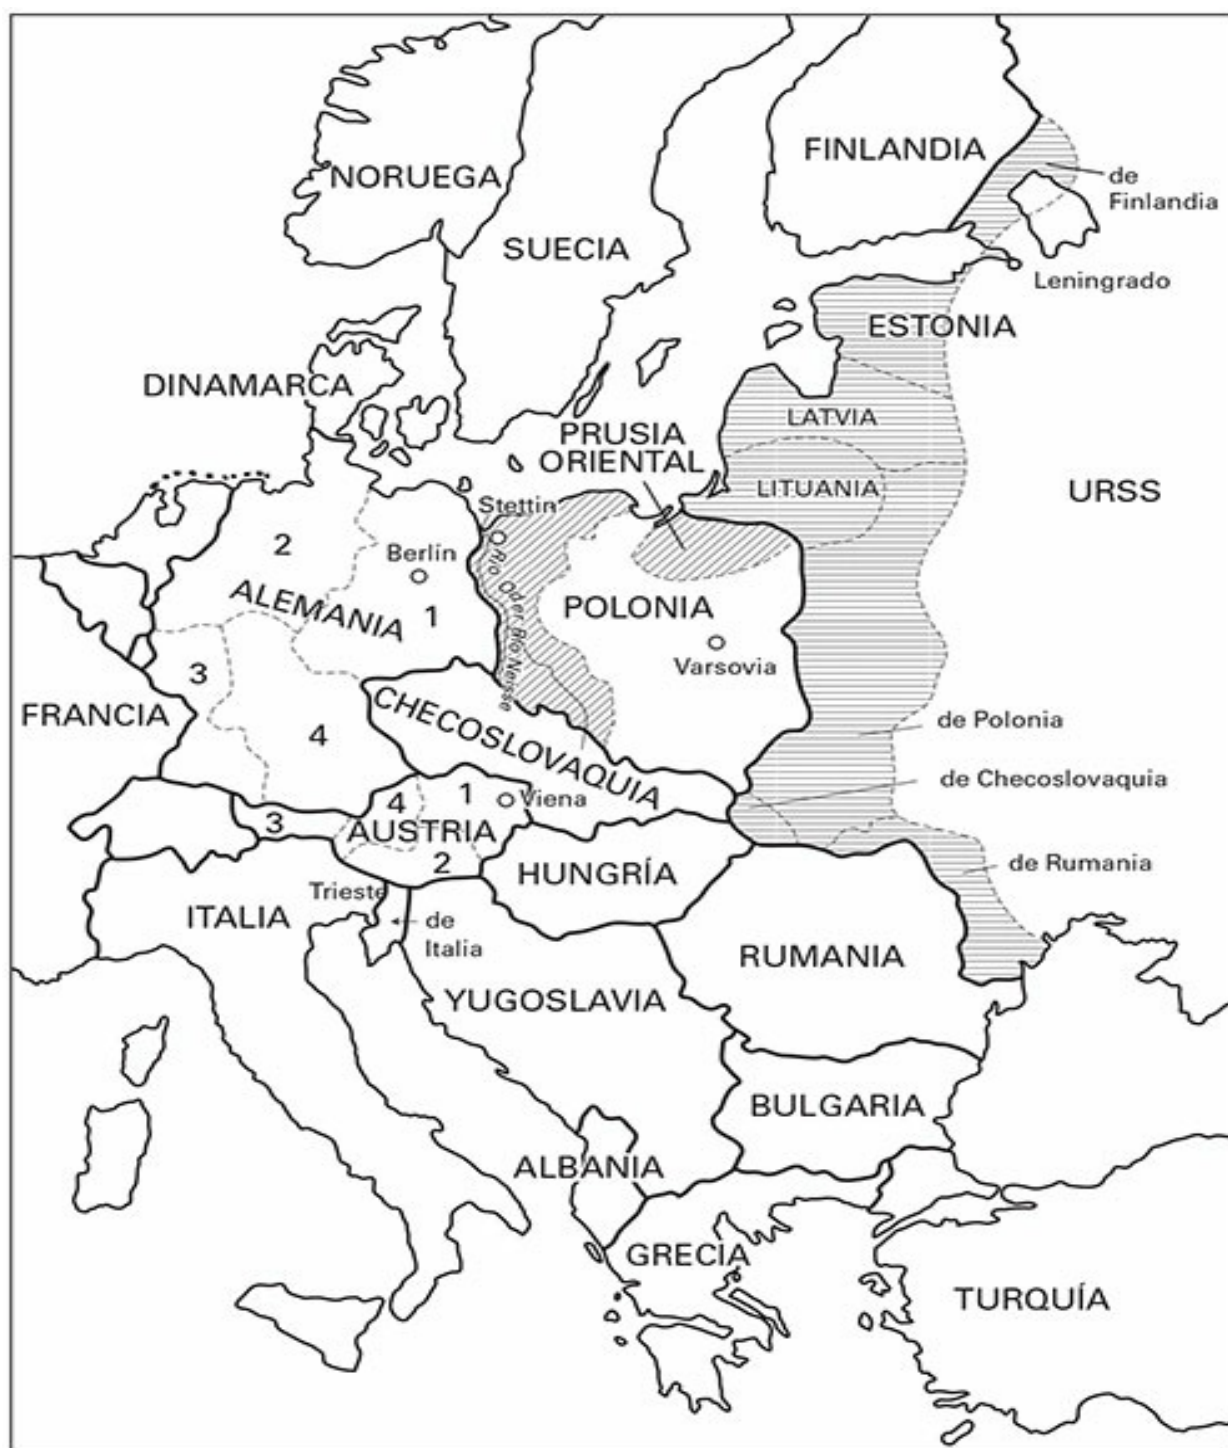 FINLANDIA
de
Finlandia
NORUEGA
SUECIA
Leningrado
ESTONIA
DINAMARCA
LATVIA
PRUSIA
ORIENTAL
LITUANIA
URSS
Stettin
2
Berlín
Río Oder
Río Neisse
ALEMANIA
1
POLONIA
Varsovia
3
FRANCIA
4
CHECOSLOVAQUIA
de Polonia
de Checoslovaquia
4
1
Viena
3
AUSTRIA
2
HUNGRÍA
de Rumania
Trieste
ITALIA
de
Italia
RUMANIA
YUGOSLAVIA
BULGARIA
ALBANIA
GRECIA
TURQUÍA